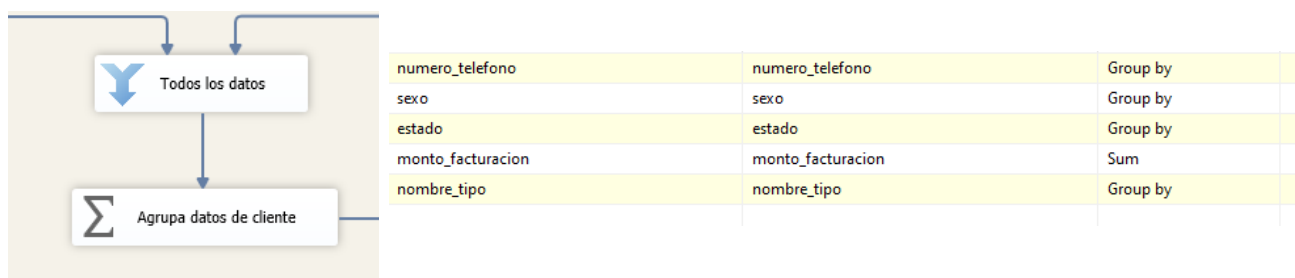 Todos los datos
Agrupa datos de cliente
numero_telefono numero_telefono Group by
sexo sexo Group by
estado estado Group by
monto_facturacion monto_facturacion Sum
nombre_tipo nombre_tipo Group by